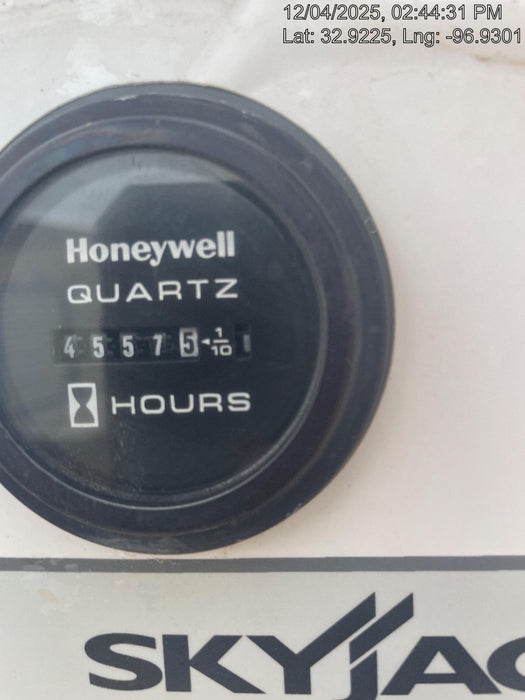 12/04/2025, 02:44:31 PM
Lat: 32.9225, Lng: -96.9301
Honeywell
QUARTZ
4 5 5 7 5 1/10
HOURS
SKYJAC